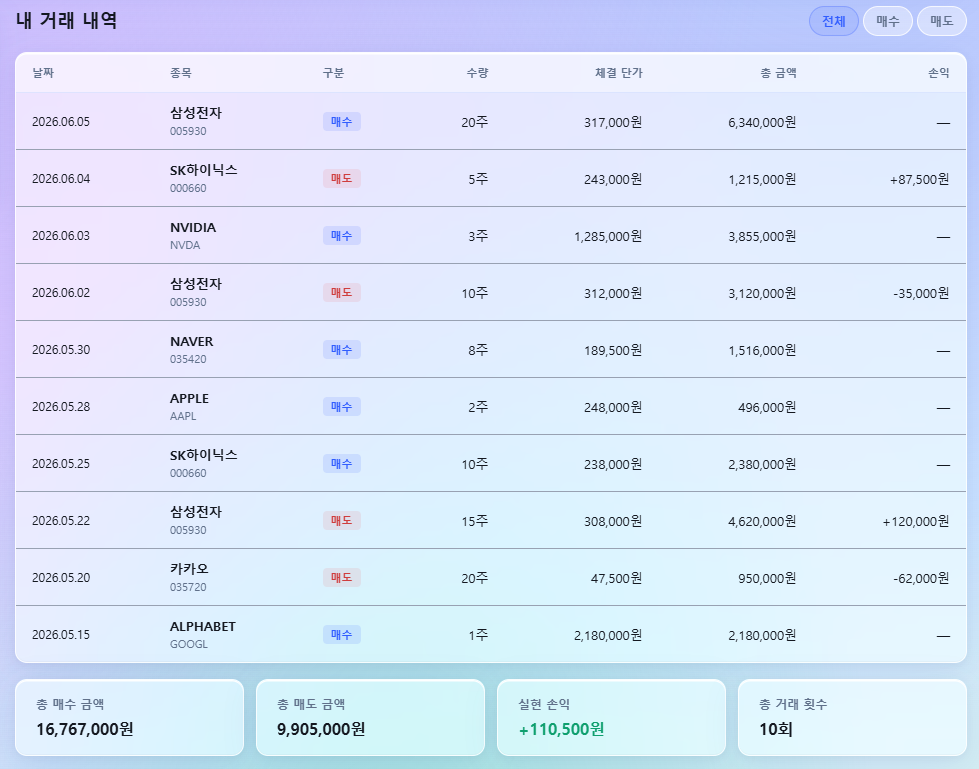 내 거래 내역
전체 매수 매도
날짜 종목 구분 수량 체결 단가 총 금액 손익
2026.06.05 삼성전자 005930 매수 20주 317,000원 6,340,000원 —
2026.06.04 SK하이닉스 000660 매도 5주 243,000원 1,215,000원 +87,500원
2026.06.03 NVIDIA NVDA 매수 3주 1,285,000원 3,855,000원 —
2026.06.02 삼성전자 005930 매도 10주 312,000원 3,120,000원 -35,000원
2026.05.30 NAVER 035420 매수 8주 189,500원 1,516,000원 —
2026.05.28 APPLE AAPL 매수 2주 248,000원 496,000원 —
2026.05.25 SK하이닉스 000660 매수 10주 238,000원 2,380,000원 —
2026.05.22 삼성전자 005930 매도 15주 308,000원 4,620,000원 +120,000원
2026.05.20 카카오 035720 매도 20주 47,500원 950,000원 -62,000원
2026.05.15 ALPHABET GOOGL 매수 1주 2,180,000원 2,180,000원 —
총 매수 금액
16,767,000원
총 매도 금액
9,905,000원
실현 손익
+110,500원
총 거래 횟수
10회